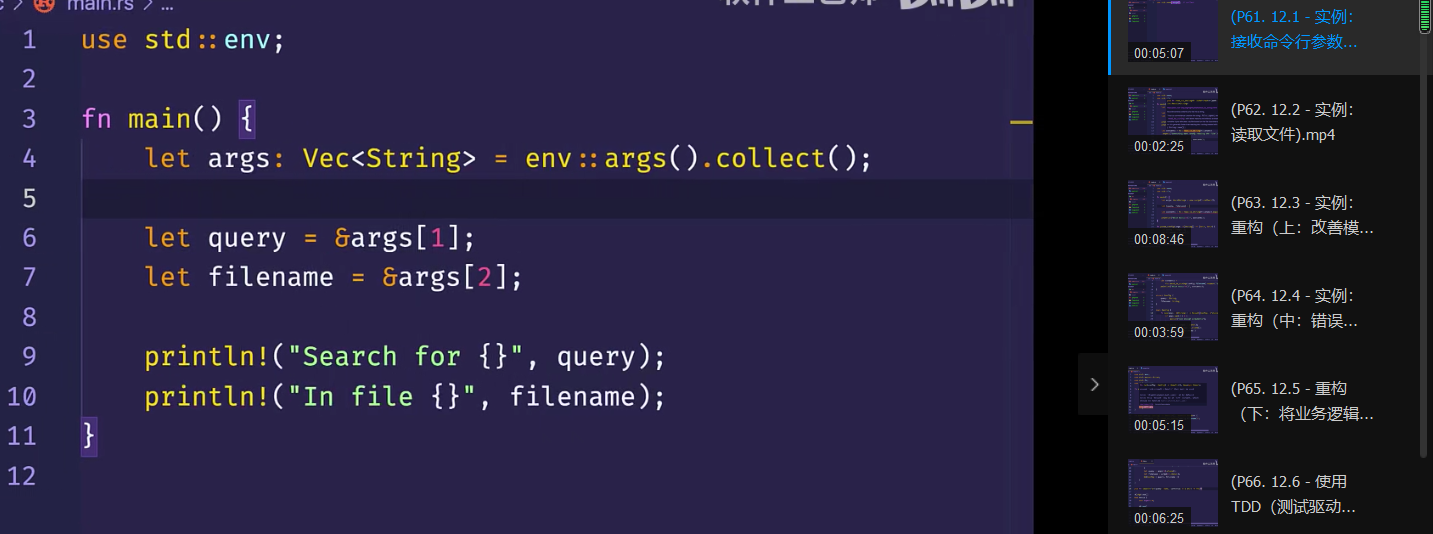 main.rs > ...
1 use std::env;
2
3 fn main() {
4 let args: Vec<String> = env::args().collect();
5
6 let query = &args[1];
7 let filename = &args[2];
8
9 println!("Search for {}", query);
10 println!("In file {}", filename);
11 }
12
(P61. 12.1 - 实例：
接收命令行参数...
00:05:07
(P62. 12.2 - 实例：
读取文件).mp4
00:02:25
(P63. 12.3 - 实例：
重构（上：改善模...
00:08:46
(P64. 12.4 - 实例：
重构（中：错误...
00:03:59
(P65. 12.5 - 重构
（下：将业务逻辑...
00:05:15
(P66. 12.6 - 使用
TDD（测试驱动...
00:06:25